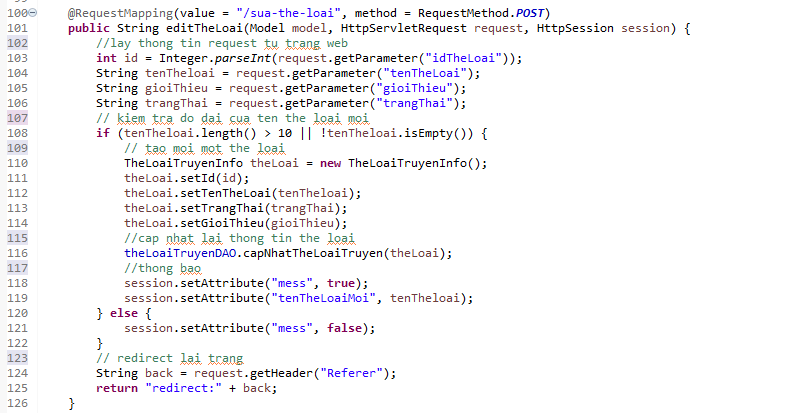 100 @RequestMapping(value = "/sua-the-loai", method = RequestMethod.POST)
101 public String editTheLoai(Model model, HttpServletRequest request, HttpSession session) {
102 //lay thong tin request tu trang web
103 int id = Integer.parseInt(request.getParameter("idTheLoai"));
104 String tenTheloai = request.getParameter("tenTheLoai");
105 String gioiThieu = request.getParameter("gioiThieu");
106 String trangThai = request.getParameter("trangThai");
107 // kiem tra do dai cua ten the loai moi
108 if (tenTheloai.length() > 10 || !tenTheloai.isEmpty()) {
109 // tao moi mot the loai
110 TheLoaiTruyenInfo theLoai = new TheLoaiTruyenInfo();
111 theLoai.setId(id);
112 theLoai.setTenTheLoai(tenTheloai);
113 theLoai.setTrangThai(trangThai);
114 theLoai.setGioiThieu(gioiThieu);
115 //cap nhat lai thong tin the loai
116 theLoaiTruyenDAO.capNhatTheLoaiTruyen(theLoai);
117 //thong bao
118 session.setAttribute("mess", true);
119 session.setAttribute("tenTheLoaiMoi", tenTheloai);
120 } else {
121 session.setAttribute("mess", false);
122 }
123 // redirect lai trang
124 String back = request.getHeader("Referer");
125 return "redirect:" + back;
126 }